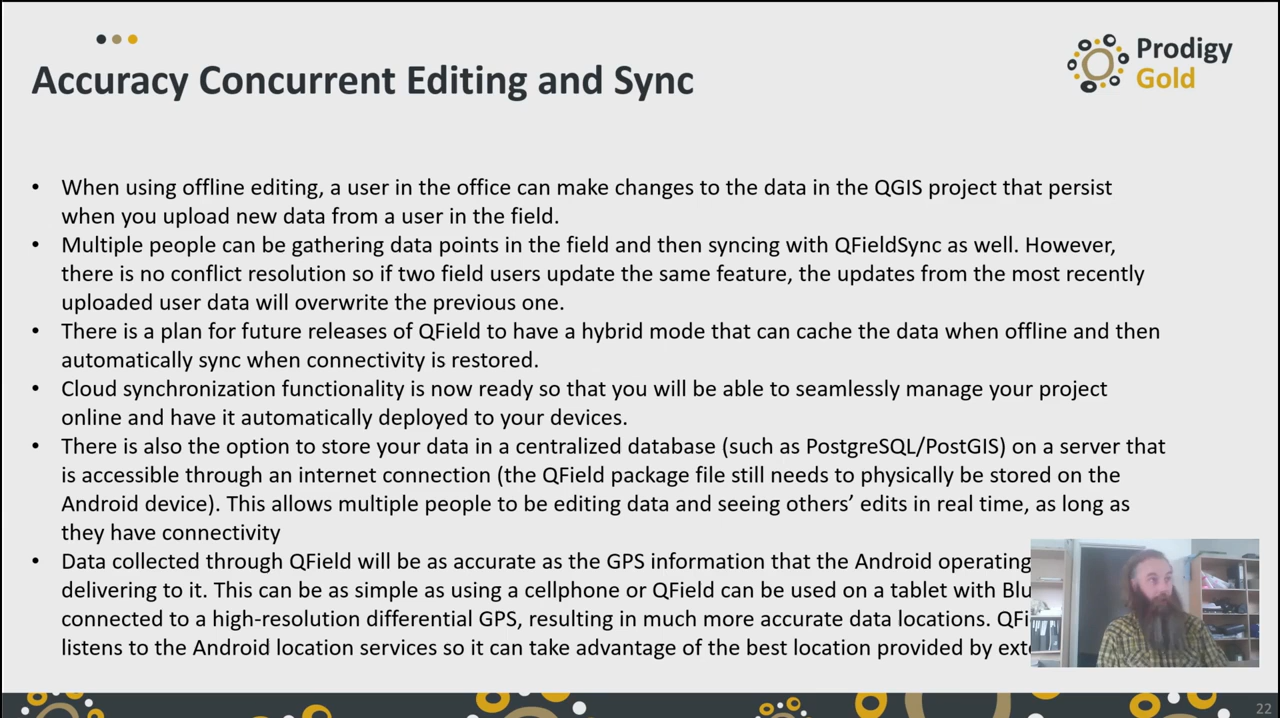 Prodigy
Gold
Accuracy Concurrent Editing and Sync
• When using offline editing, a user in the office can make changes to the data in the QGIS project that persist
when you upload new data from a user in the field.
• Multiple people can be gathering data points in the field and then syncing with QFieldSync as well. However,
there is no conflict resolution so if two field users update the same feature, the updates from the most recently
uploaded user data will overwrite the previous one.
• There is a plan for future releases of QField to have a hybrid mode that can cache the data when offline and then
automatically sync when connectivity is restored.
• Cloud synchronization functionality is now ready so that you will be able to seamlessly manage your project
online and have it automatically deployed to your devices.
• There is also the option to store your data in a centralized database (such as PostgreSQL/PostGIS) on a server that
is accessible through an internet connection (the QField package file still needs to physically be stored on the
Android device). This allows multiple people to be editing data and seeing others’ edits in real time, as long as
they have connectivity
• Data collected through QField will be as accurate as the GPS information that the Android operating
delivering to it. This can be as simple as using a cellphone or QField can be used on a tablet with
connected to a high-resolution differential GPS, resulting in much more accurate data locations.
listens to the Android location services so it can take advantage of the best location provided by
22